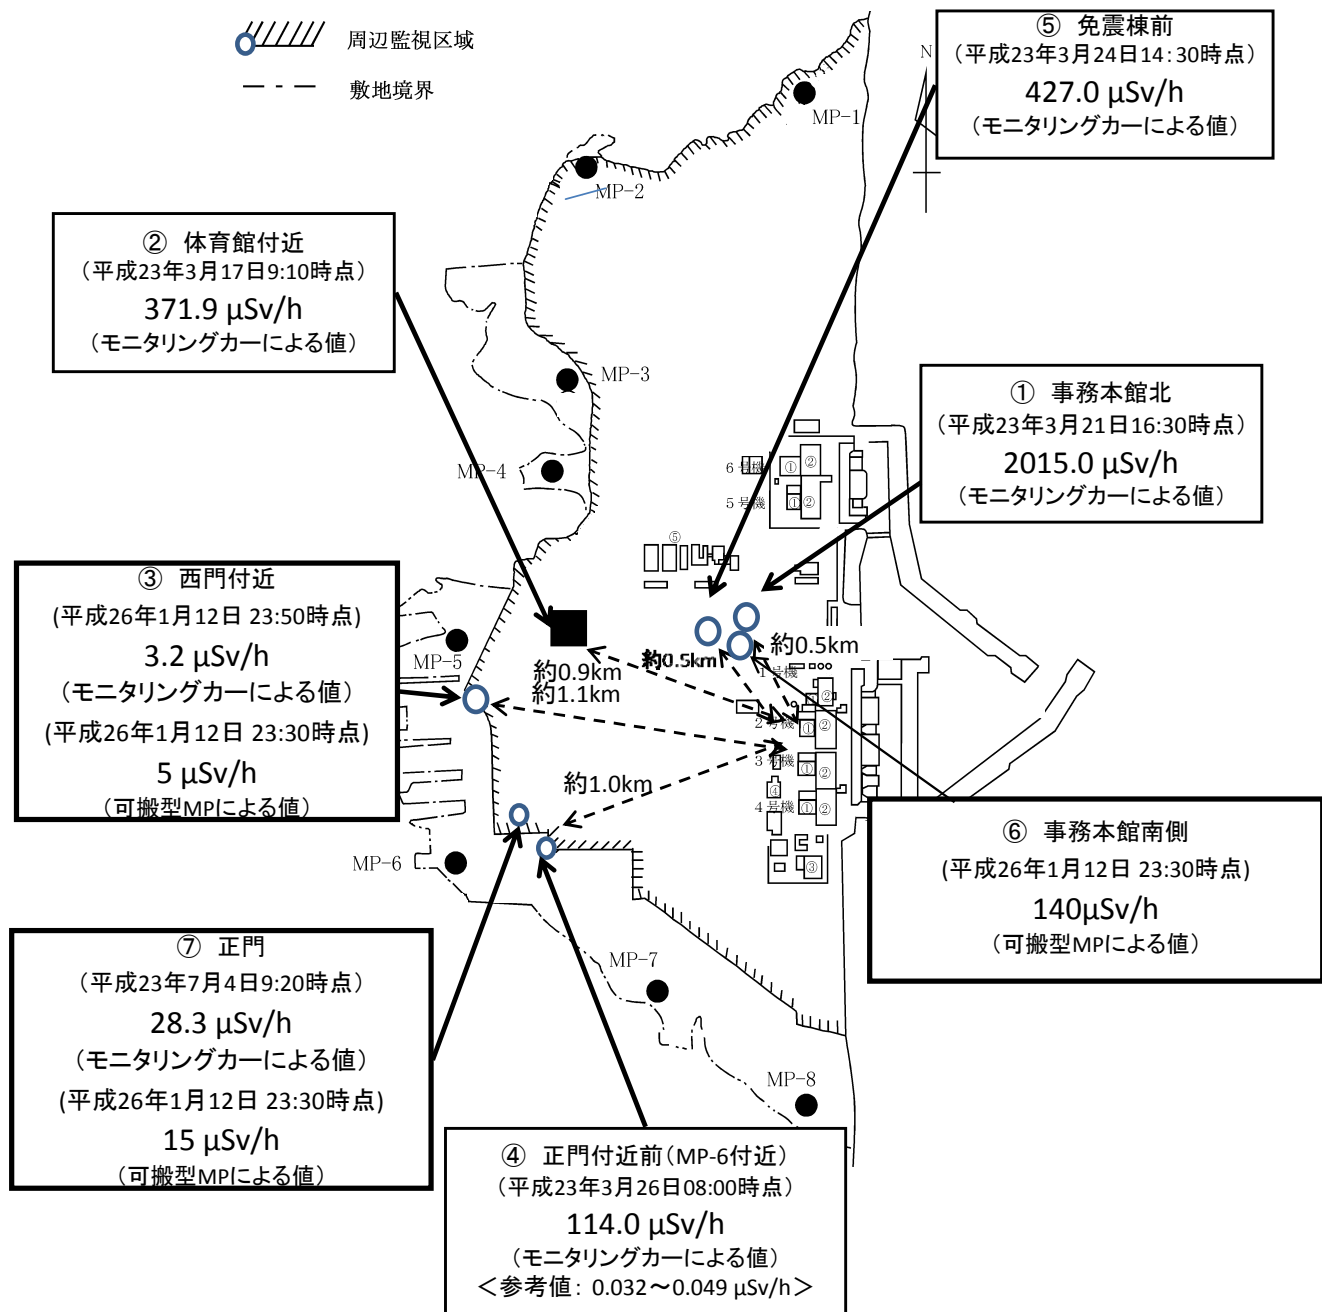 周辺監視区域
敷地境界
⑤ 免震棟前
（平成23年3月24日14:30時点）
427.0 μSv/h
（モニタリングカーによる値）
N
MP-1
MP-2
② 体育館付近
（平成23年3月17日9:10時点）
371.9 μSv/h
（モニタリングカーによる値）
MP-3
① 事務本館北
（平成23年3月21日16:30時点）
2015.0 μSv/h
（モニタリングカーによる値）
MP-4
6号機
①
②
5号機
①
②
⑤
③ 西門付近
(平成26年1月12日 23:50時点)
3.2 μSv/h
（モニタリングカーによる値）
(平成26年1月12日 23:30時点)
5 μSv/h
（可搬型MPによる値）
MP-5
約0.9km
約1.1km
約0.5km
約0.5km
1号機
②
2号機
①
②
3号機
①
②
④
4号機
①
②
③
約1.0km
MP-6
⑥ 事務本館南側
(平成26年1月12日 23:30時点)
140μSv/h
（可搬型MPによる値）
⑦ 正門
（平成23年7月4日9:20時点）
28.3 μSv/h
（モニタリングカーによる値）
(平成26年1月12日 23:30時点)
15 μSv/h
（可搬型MPによる値）
MP-7
MP-8
④ 正門付近前（MP-6付近）
（平成23年3月26日08:00時点）
114.0 μSv/h
（モニタリングカーによる値）
＜参考値: 0.032～0.049 μSv/h＞